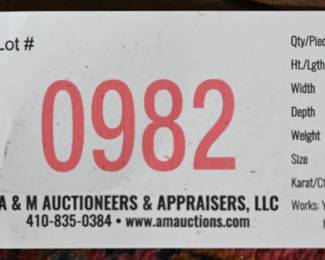 Lot #
0982
A & M AUCTIONEERS & APPRAISERS, LLC
410-835-0384 • www.amauctions.com
Qty/Piec
Ht./Lgth
Width
Depth
Weight
Size
Karat/Ct
Works: Y